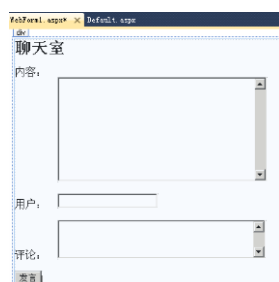 WebForm1.aspx* × Default.aspx
div
聊天室
内容：
用户：
评论：
发言